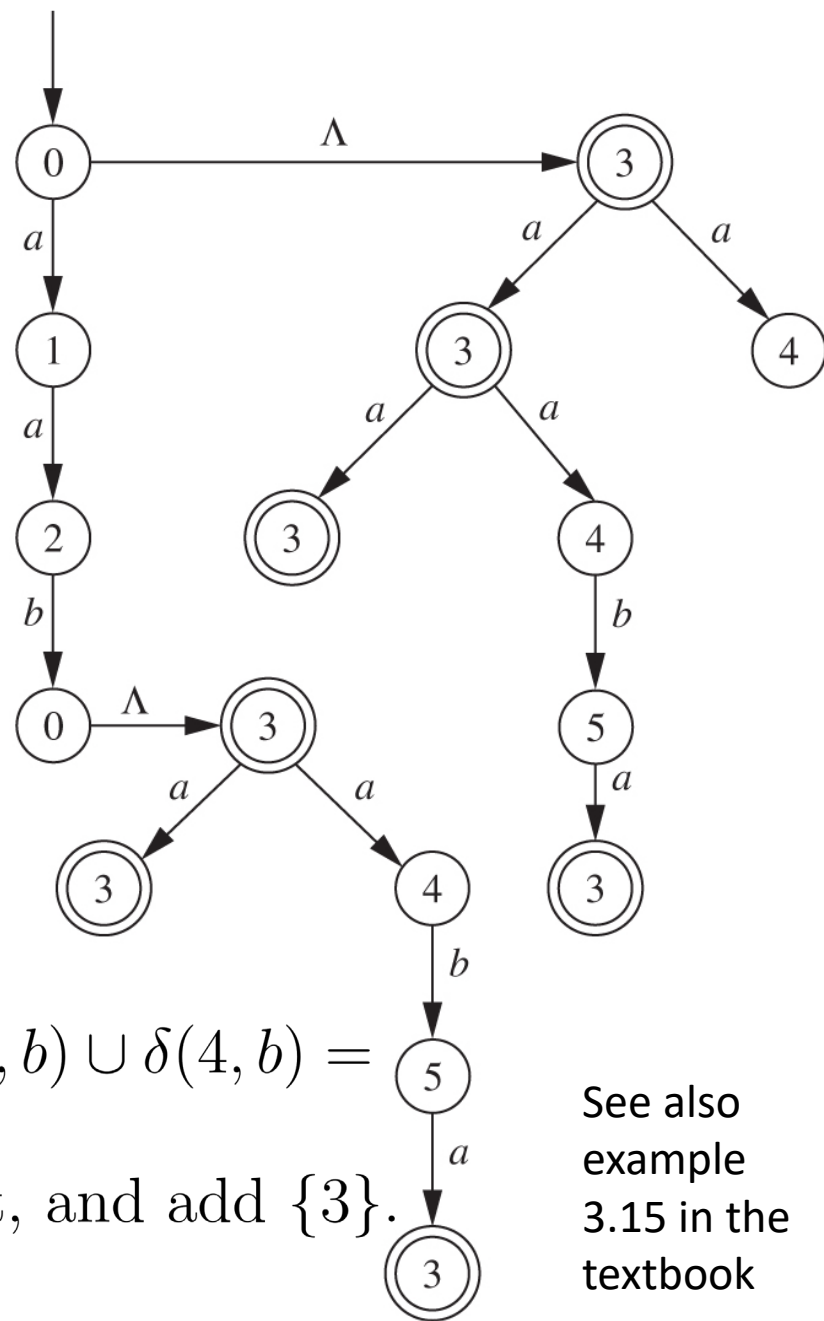 Λ
0
3
a
a
a
1
3
4
a
a
a
2
3
4
b
b
0
Λ
3
5
a
a
a
3
4
3
b
, b) ∪ δ(4, b) =
5
See also
example
3.15 in the
textbook
a
, and add {3}.
3